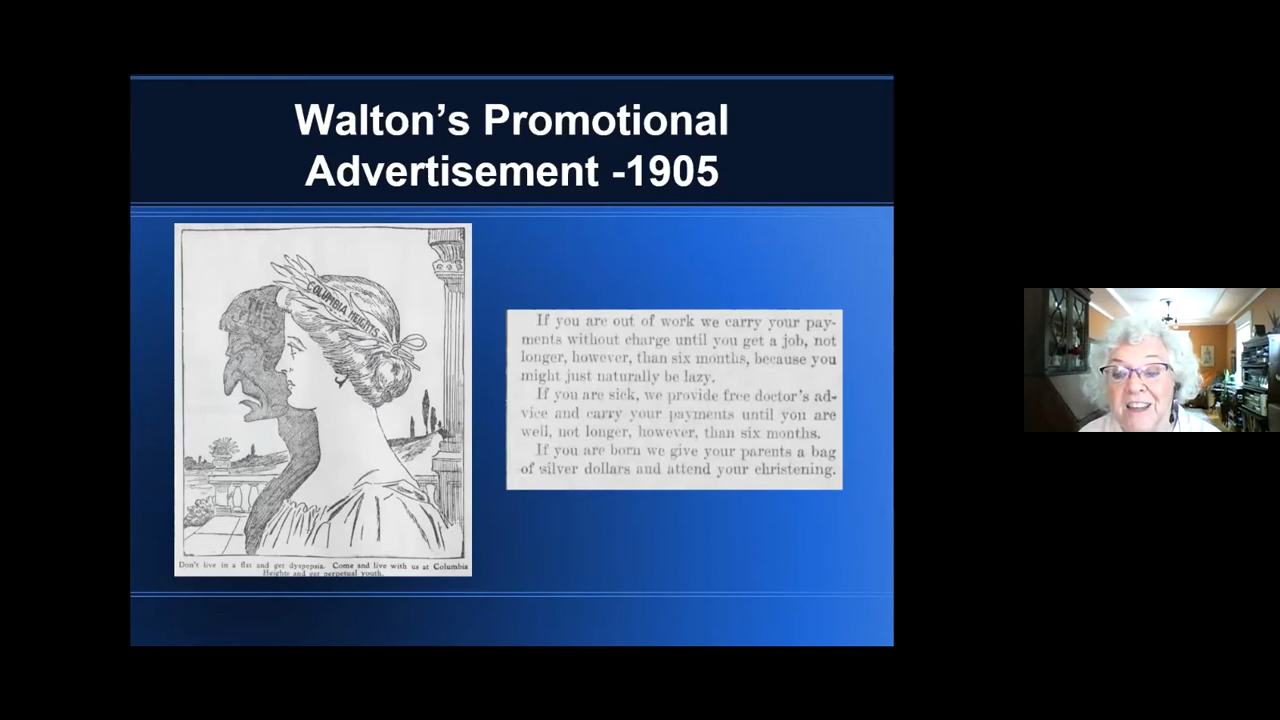 Walton’s Promotional
Advertisement -1905
COLUMBIA HEIGHTS
THE
FLATS
Don't live in a flat and get dyspepsia. Come and live with us at Columbia
Heights and get perpetual youth.
If you are out of work we carry your pay-
ments without charge until you get a job, not
longer, however, than six months, because you
might just naturally be lazy.
If you are sick, we provide free doctor's ad-
vice and carry your payments until you are
well, not longer, however, than six months.
If you are born we give your parents a bag
of silver dollars and attend your christening.